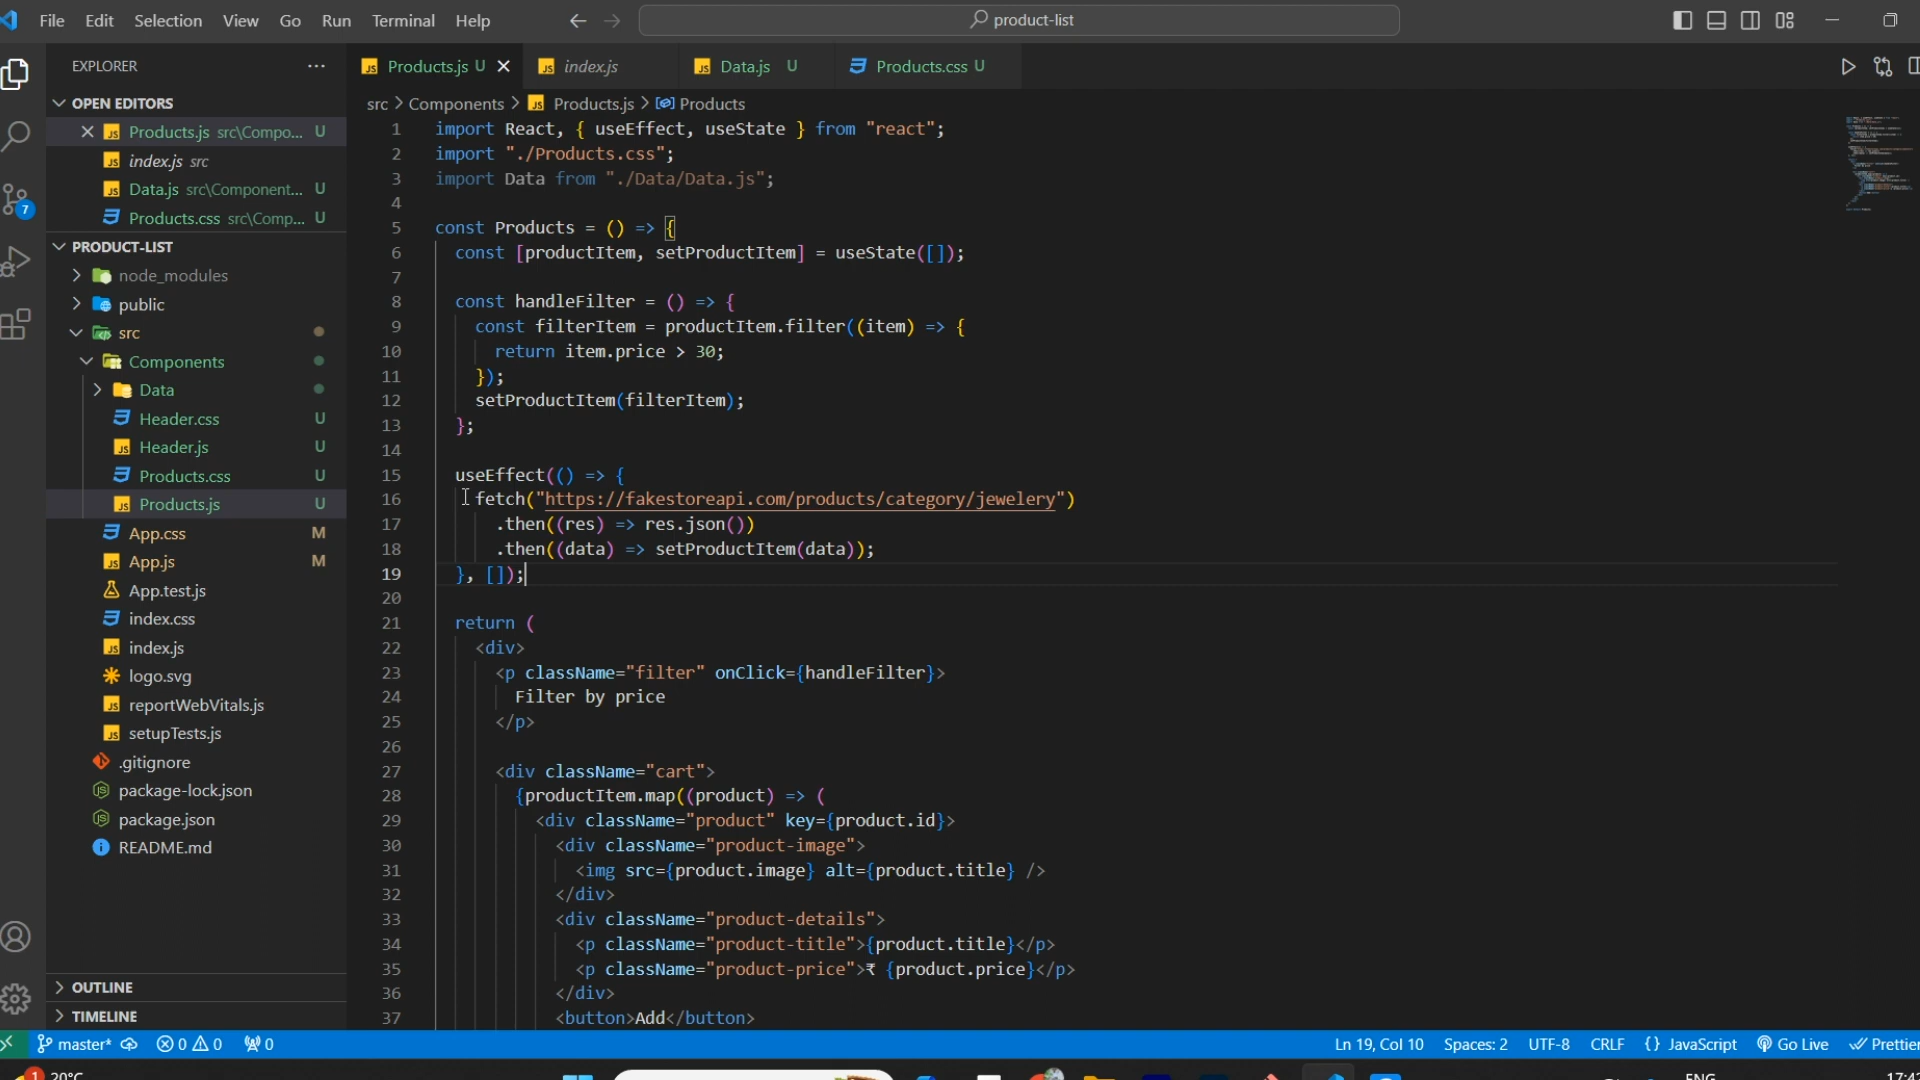 File Edit Selection View Go Run Terminal Help product-list
EXPLORER
OPEN EDITORS
Products.js src\Compo... U
index.js src
Data.js src\Component... U
Products.css src\Comp... U
PRODUCT-LIST
node_modules
public
src
Components
Data
Header.css U
Header.js U
Products.css U
Products.js U
App.css M
App.js M
App.test.js
index.css
index.js
logo.svg
reportWebVitals.js
setupTests.js
.gitignore
package-lock.json
package.json
README.md
OUTLINE
TIMELINE
7
Products.js U index.js Data.js U Products.css U
src > Components > Products.js > Products
1 import React, { useEffect, useState } from "react";
2 import "./Products.css";
3 import Data from "./Data/Data.js";
4
5 const Products = () => {
6 const [productItem, setProductItem] = useState([]);
7
8 const handleFilter = () => {
9 const filterItem = productItem.filter((item) => {
10 return item.price > 30;
11 });
12 setProductItem(filterItem);
13 };
14
15 useEffect(() => {
16 fetch("https://fakestoreapi.com/products/category/jewelery")
17 .then((res) => res.json())
18 .then((data) => setProductItem(data));
19 }, []);
20
21 return (
22 <div>
23 <p className="filter" onClick={handleFilter}>
24 Filter by price
25 </p>
26
27 <div className="cart">
28 {productItem.map((product) => (
29 <div className="product" key={product.id}>
30 <div className="product-image">
31 <img src={product.image} alt={product.title} />
32 </div>
33 <div className="product-details">
34 <p className="product-title">{product.title}</p>
35 <p className="product-price">₹ {product.price}</p>
36 </div>
37 <button>Add</button>
master* 0 0 0 Ln 19, Col 10 Spaces: 2 UTF-8 CRLF {} JavaScript Go Live Prettier
1 20°C ENG